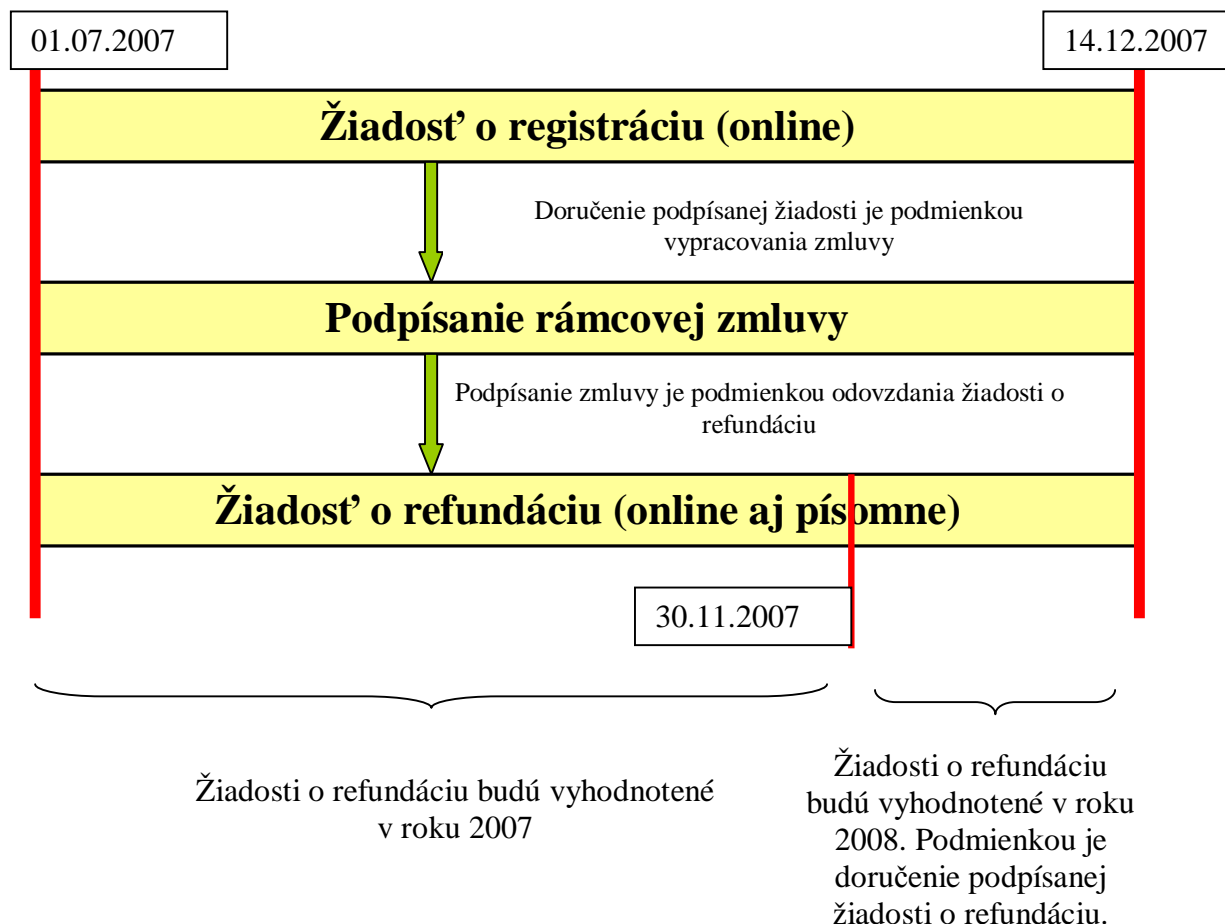 01.07.2007
14.12.2007
Žiadosť o registráciu (online)
Doručenie podpísanej žiadosti je podmienkou
vypracovania zmluvy
Podpísanie rámcovej zmluvy
Podpísanie zmluvy je podmienkou odovzdania žiadosti o
refundáciu
Žiadosť o refundáciu (online aj písomne)
30.11.2007
Žiadosti o refundáciu budú vyhodnotené
v roku 2007
Žiadosti o refundáciu
budú vyhodnotené v roku
2008. Podmienkou je
doručenie podpísanej
žiadosti o refundáciu.